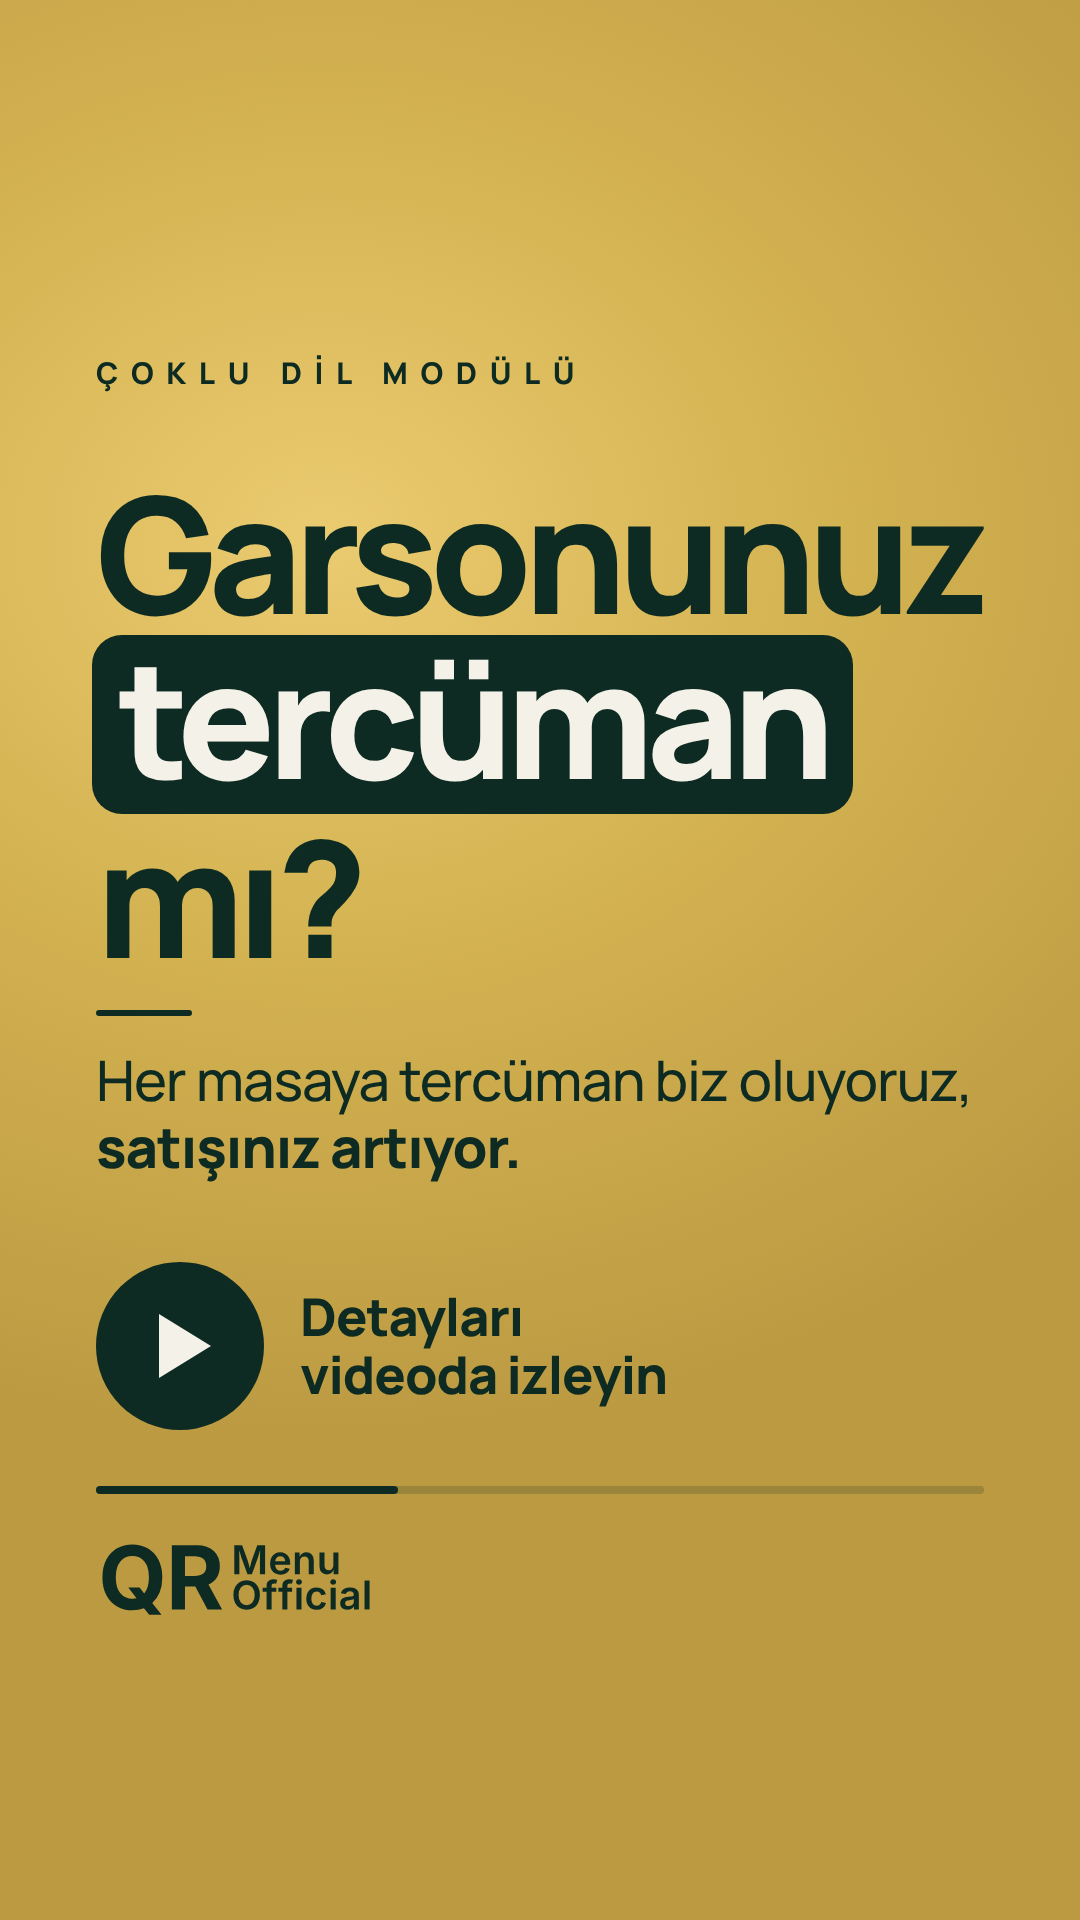 ÇOKLU DİL MODÜLÜ
Garsonunuz
tercüman
mı?
Her masaya tercüman biz oluyoruz,
satışınız artıyor.
Detayları
videoda izleyin
QR Menu
Official